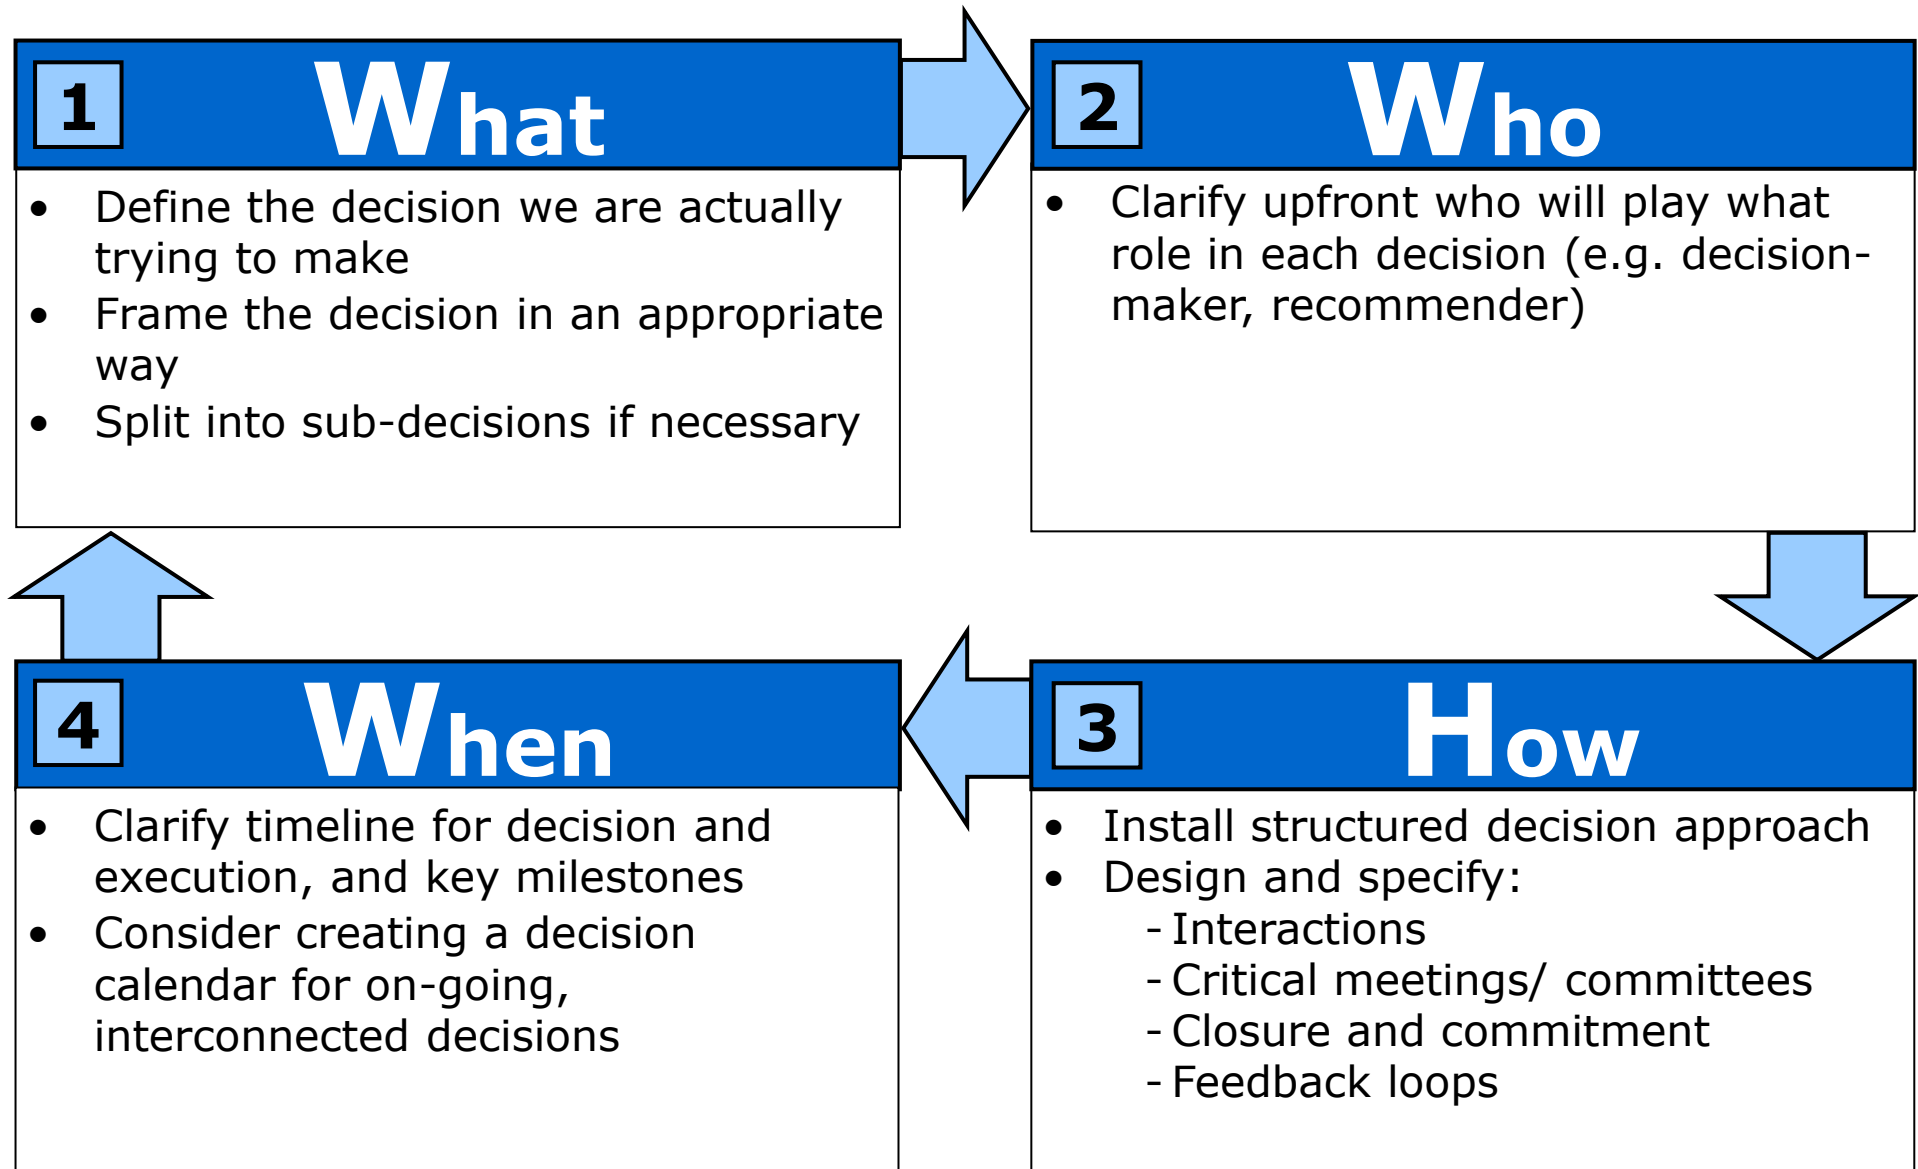 1
What
• Define the decision we are actually
trying to make
• Frame the decision in an appropriate
way
• Split into sub-decisions if necessary
2
Who
• Clarify upfront who will play what
role in each decision (e.g. decision-
maker, recommender)
3
How
• Install structured decision approach
• Design and specify:
- Interactions
- Critical meetings/ committees
- Closure and commitment
- Feedback loops
4
When
• Clarify timeline for decision and
execution, and key milestones
• Consider creating a decision
calendar for on-going,
interconnected decisions